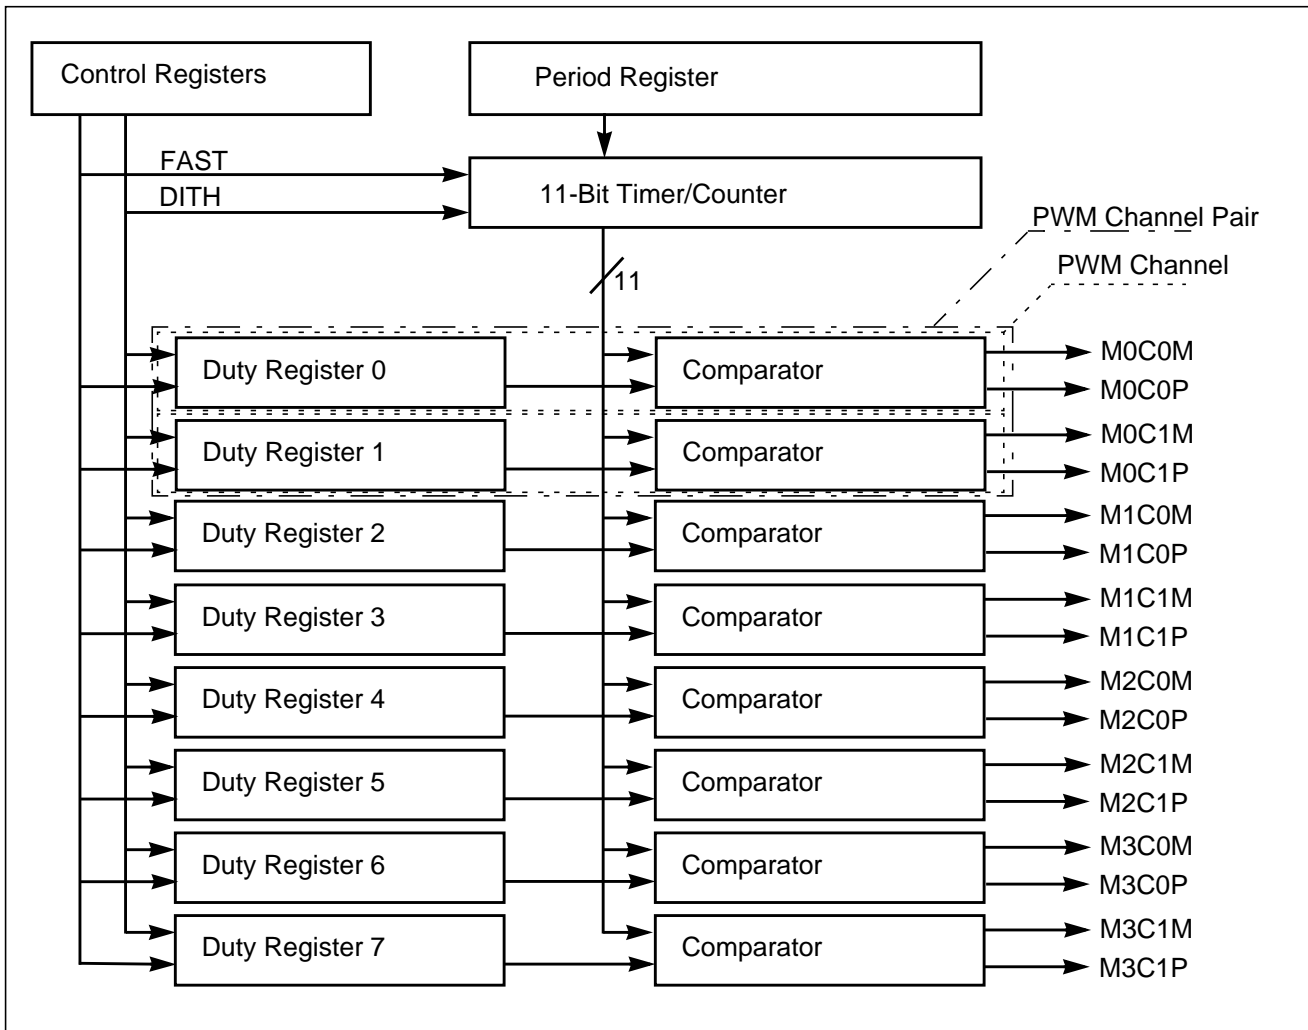 Control Registers
Period Register
FAST
DITH
11-Bit Timer/Counter
PWM Channel Pair
PWM Channel
11
Duty Register 0
Comparator
M0C0M
M0C0P
Duty Register 1
Comparator
M0C1M
M0C1P
Duty Register 2
Comparator
M1C0M
M1C0P
Duty Register 3
Comparator
M1C1M
M1C1P
Duty Register 4
Comparator
M2C0M
M2C0P
Duty Register 5
Comparator
M2C1M
M2C1P
Duty Register 6
Comparator
M3C0M
M3C0P
Duty Register 7
Comparator
M3C1M
M3C1P